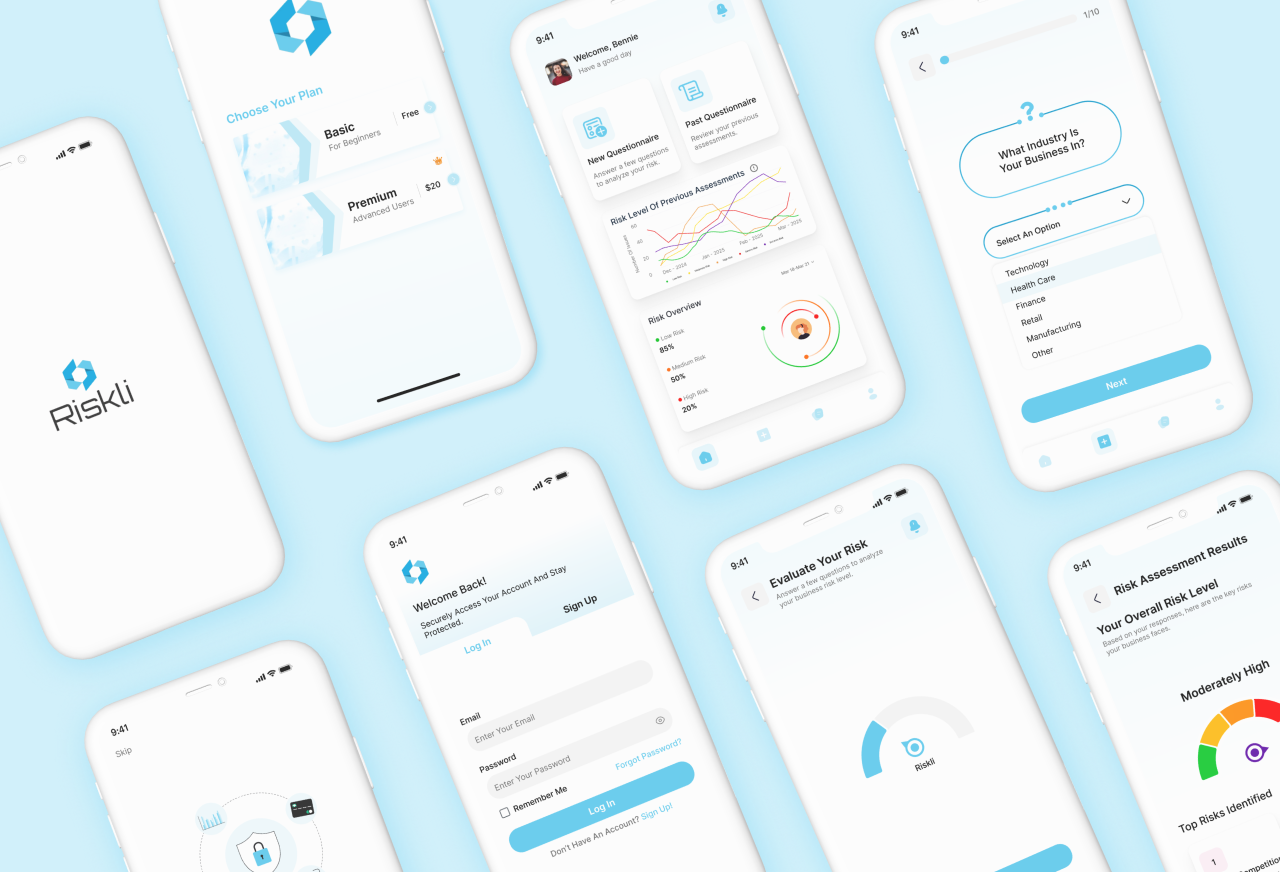 Riskli
Choose Your Plan
Basic
For Beginners
Free
Premium
Advanced Users
$20
9:41
Welcome, Bennie
Have a good day
New Questionnaire
Answer a few questions
to analyze your risk.
Past Questionnaire
Review your previous
assessments.
Risk Level Of Previous Assessments
Number of Issues
60
40
20
0
Dec - 2024
Jan - 2025
Feb - 2025
Mar - 2025
Risk Overview
Low Risk
85%
Medium Risk
50%
High Risk
20%
9:41
1/10
?
What Industry Is
Your Business In?
Select An Option
Technology
Health Care
Finance
Retail
Manufacturing
Other
Next
9:41
Skip
9:41
Welcome Back!
Securely Access Your Account And Stay
Protected.
Log In
Sign Up
Email
Enter Your Email
Password
Enter Your Password
Remember Me
Forgot Password?
Log In
Don't Have An Account? Sign Up!
9:41
Evaluate Your Risk
Answer a few questions to analyze
your business risk level.
Riskli
9:41
Risk Assessment Results
Your Overall Risk Level
Based on your responses, here are the key risks
your business faces.
Moderately High
Top Risks Identified
1